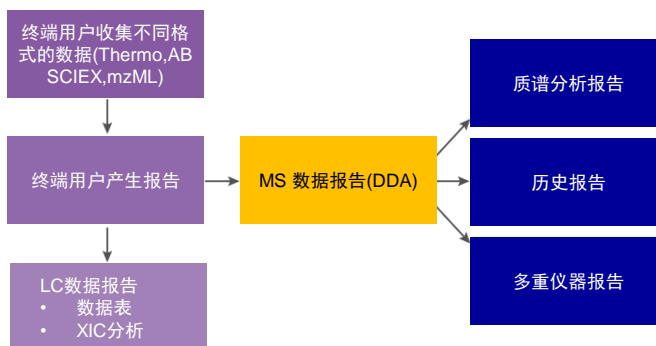 终端用户收集不同格
式的数据(Thermo,AB
SCIEX,mzML)
终端用户产生报告
LC数据报告
• 数据表
• XIC分析
MS 数据报告(DDA)
质谱分析报告
历史报告
多重仪器报告